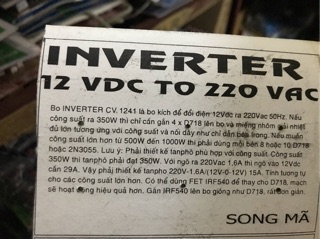 INVERTER
12 VDC TO 220 VAC
Bo INVERTER CV.1241 là bo kích để đổi điện 12Vdc ra 220Vac 50Hz. Nếu
công suất ra 350W thì chỉ cần gắn 4 x D718 lên bo và miếng nhôm giải nhiệt
đủ lớn tương ứng với công suất và nối dây như chỉ dẫn bên trong. Nếu muốn
công suất lớn hơn từ 500W đến 1000W thì phải dùng mỗi bên 8 hoặc 10 D718
hoặc 2N3055. Lưu ý: Phải thiết kế tanphô phù hợp với công suất. Công suất
350W thì tanphô phải đạt 350W. Với ngõ ra 220Vac 1,6A thì ngõ vào 12Vdc
cần 29A. Vậy phải thiết kế tanpho 220V-1.6A/(12V-0-12V) 15A. Tính tương tự
cho các công suất lớn hơn. Có thể dùng FET IRF540 để thay cho D718, mạch
sẽ hoạt động hiệu quả hơn. Gắn IRF540 lên bo giống như D718, rất đơn giản.
SONG MÃ